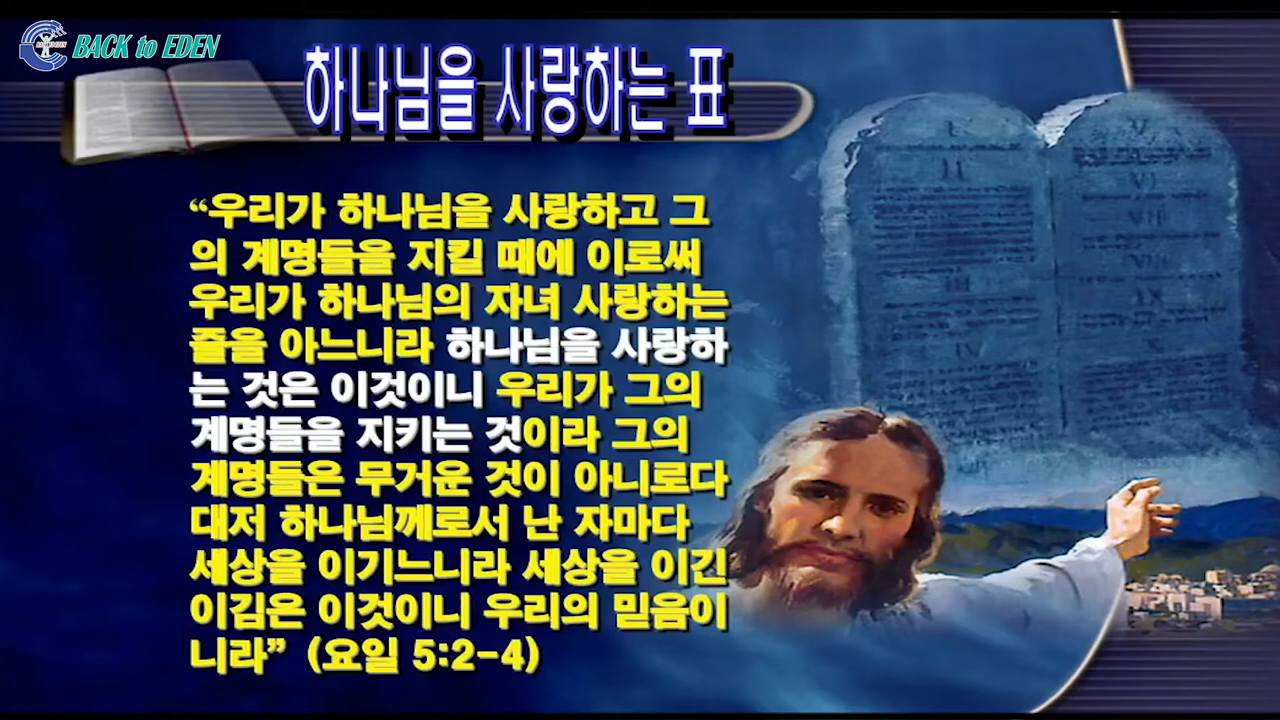 BACK to EDEN
하나님을 사랑하는 표
“우리가 하나님을 사랑하고 그
의 계명들을 지킬 때에 이로써
우리가 하나님의 자녀 사랑하는
줄을 아느니라 하나님을 사랑하
는 것은 이것이니 우리가 그의
계명들을 지키는 것이라 그의
계명들은 무거운 것이 아니로다
대저 하나님께로서 난 자마다
세상을 이기느니라 세상을 이긴
이김은 이것이니 우리의 믿음이
니라” (요일 5:2-4)
I
II
III
IV
V
VI
VII
VIII
IX
X